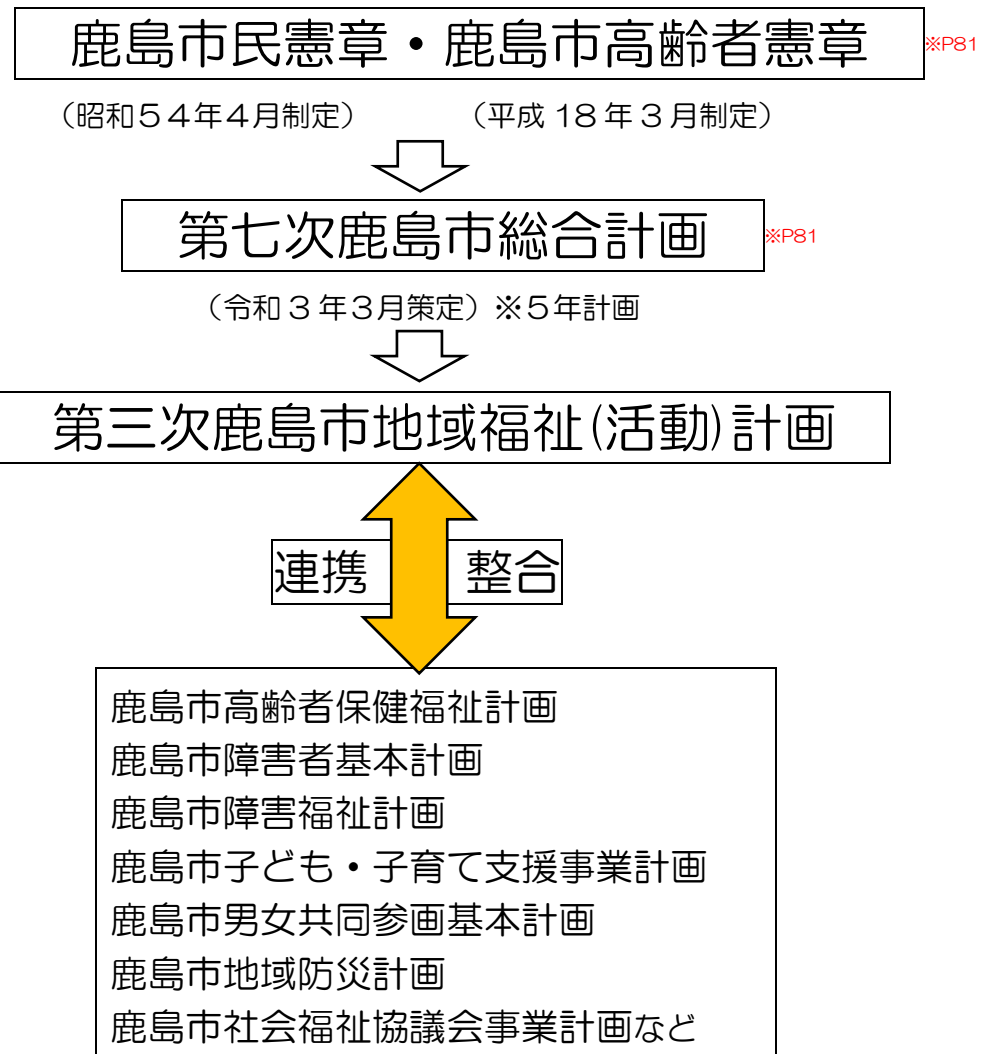 鹿島市民憲章・鹿島市高齢者憲章 ※P81
（昭和５４年４月制定） （平成 18 年 3 月制定）
第七次鹿島市総合計画 ※P81
（令和 3 年３月策定）※５年計画
第三次鹿島市地域福祉(活動)計画
連携 整合
鹿島市高齢者保健福祉計画
鹿島市障害者基本計画
鹿島市障害福祉計画
鹿島市子ども・子育て支援事業計画
鹿島市男女共同参画基本計画
鹿島市地域防災計画
鹿島市社会福祉協議会事業計画など